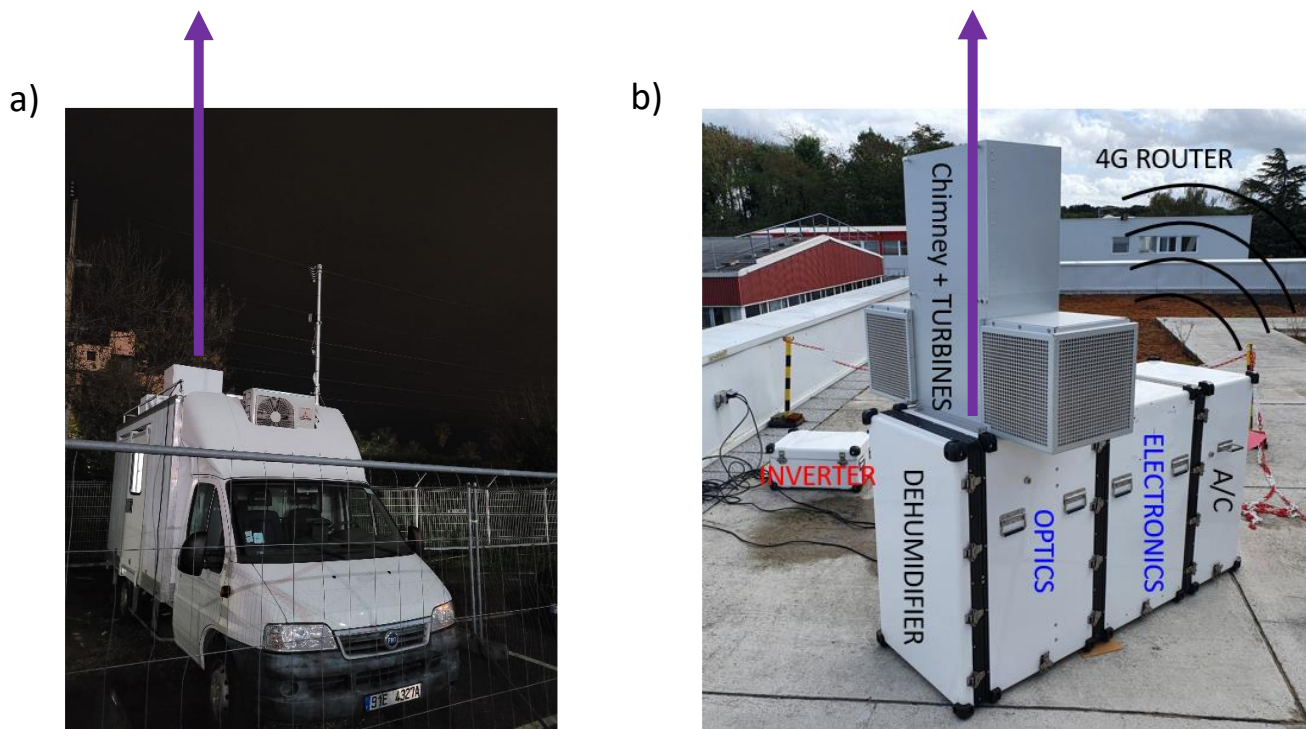 a)
b)
4G ROUTER
Chimney + TURBINES
INVERTER
DEHUMIDIFIER
OPTICS
ELECTRONICS
A/C
91E 4327A